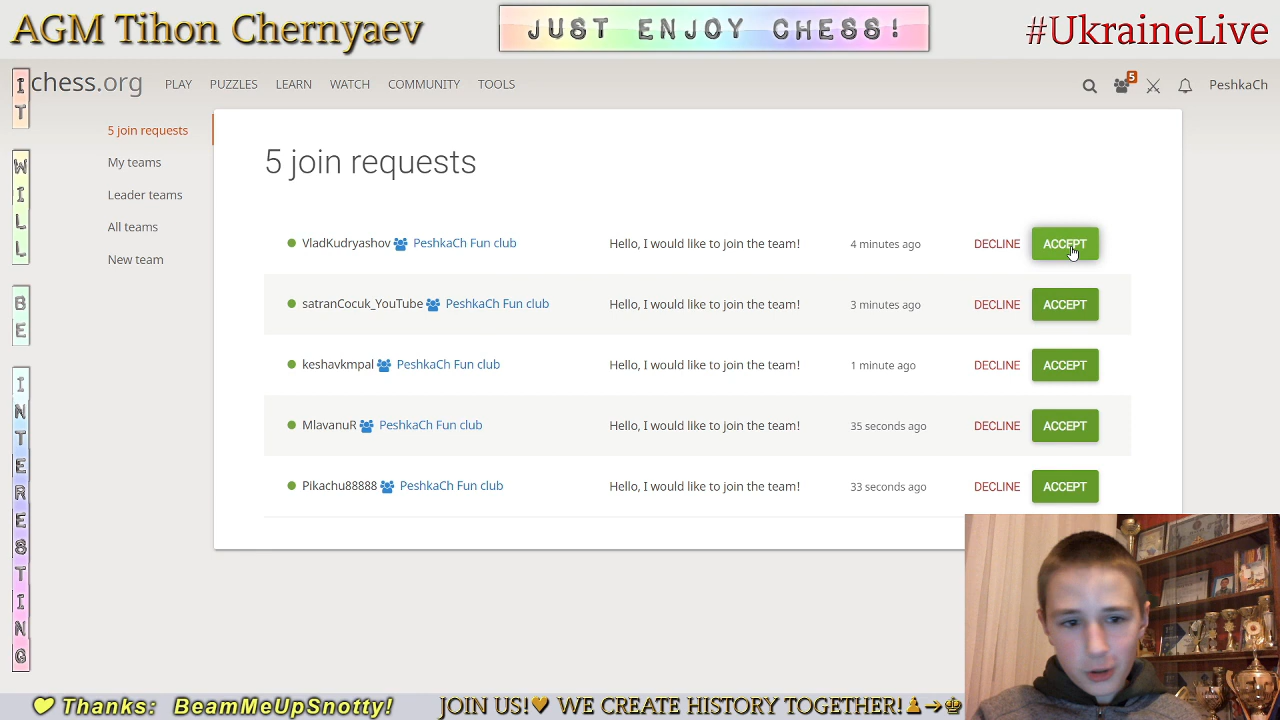 AGM Tihon Chernyaev
JUST ENJOY CHESS!
#UkraineLive
chess.org
PLAY
PUZZLES
LEARN
WATCH
COMMUNITY
TOOLS
5
PeshkaCh
IT
WILL
BE
INTERESTING
5 join requests
My teams
Leader teams
All teams
New team
5 join requests
VladKudryashov PeshkaCh Fun club Hello, I would like to join the team! 4 minutes ago DECLINE ACCEPT
satranCocuk_YouTube PeshkaCh Fun club Hello, I would like to join the team! 3 minutes ago DECLINE ACCEPT
keshavkmpal PeshkaCh Fun club Hello, I would like to join the team! 1 minute ago DECLINE ACCEPT
MlavanuR PeshkaCh Fun club Hello, I would like to join the team! 35 seconds ago DECLINE ACCEPT
Pikachu88888 PeshkaCh Fun club Hello, I would like to join the team! 33 seconds ago DECLINE ACCEPT
Thanks: BeamMeUpSnotty!
JOIN US! WE CREATE HISTORY TOGETHER!